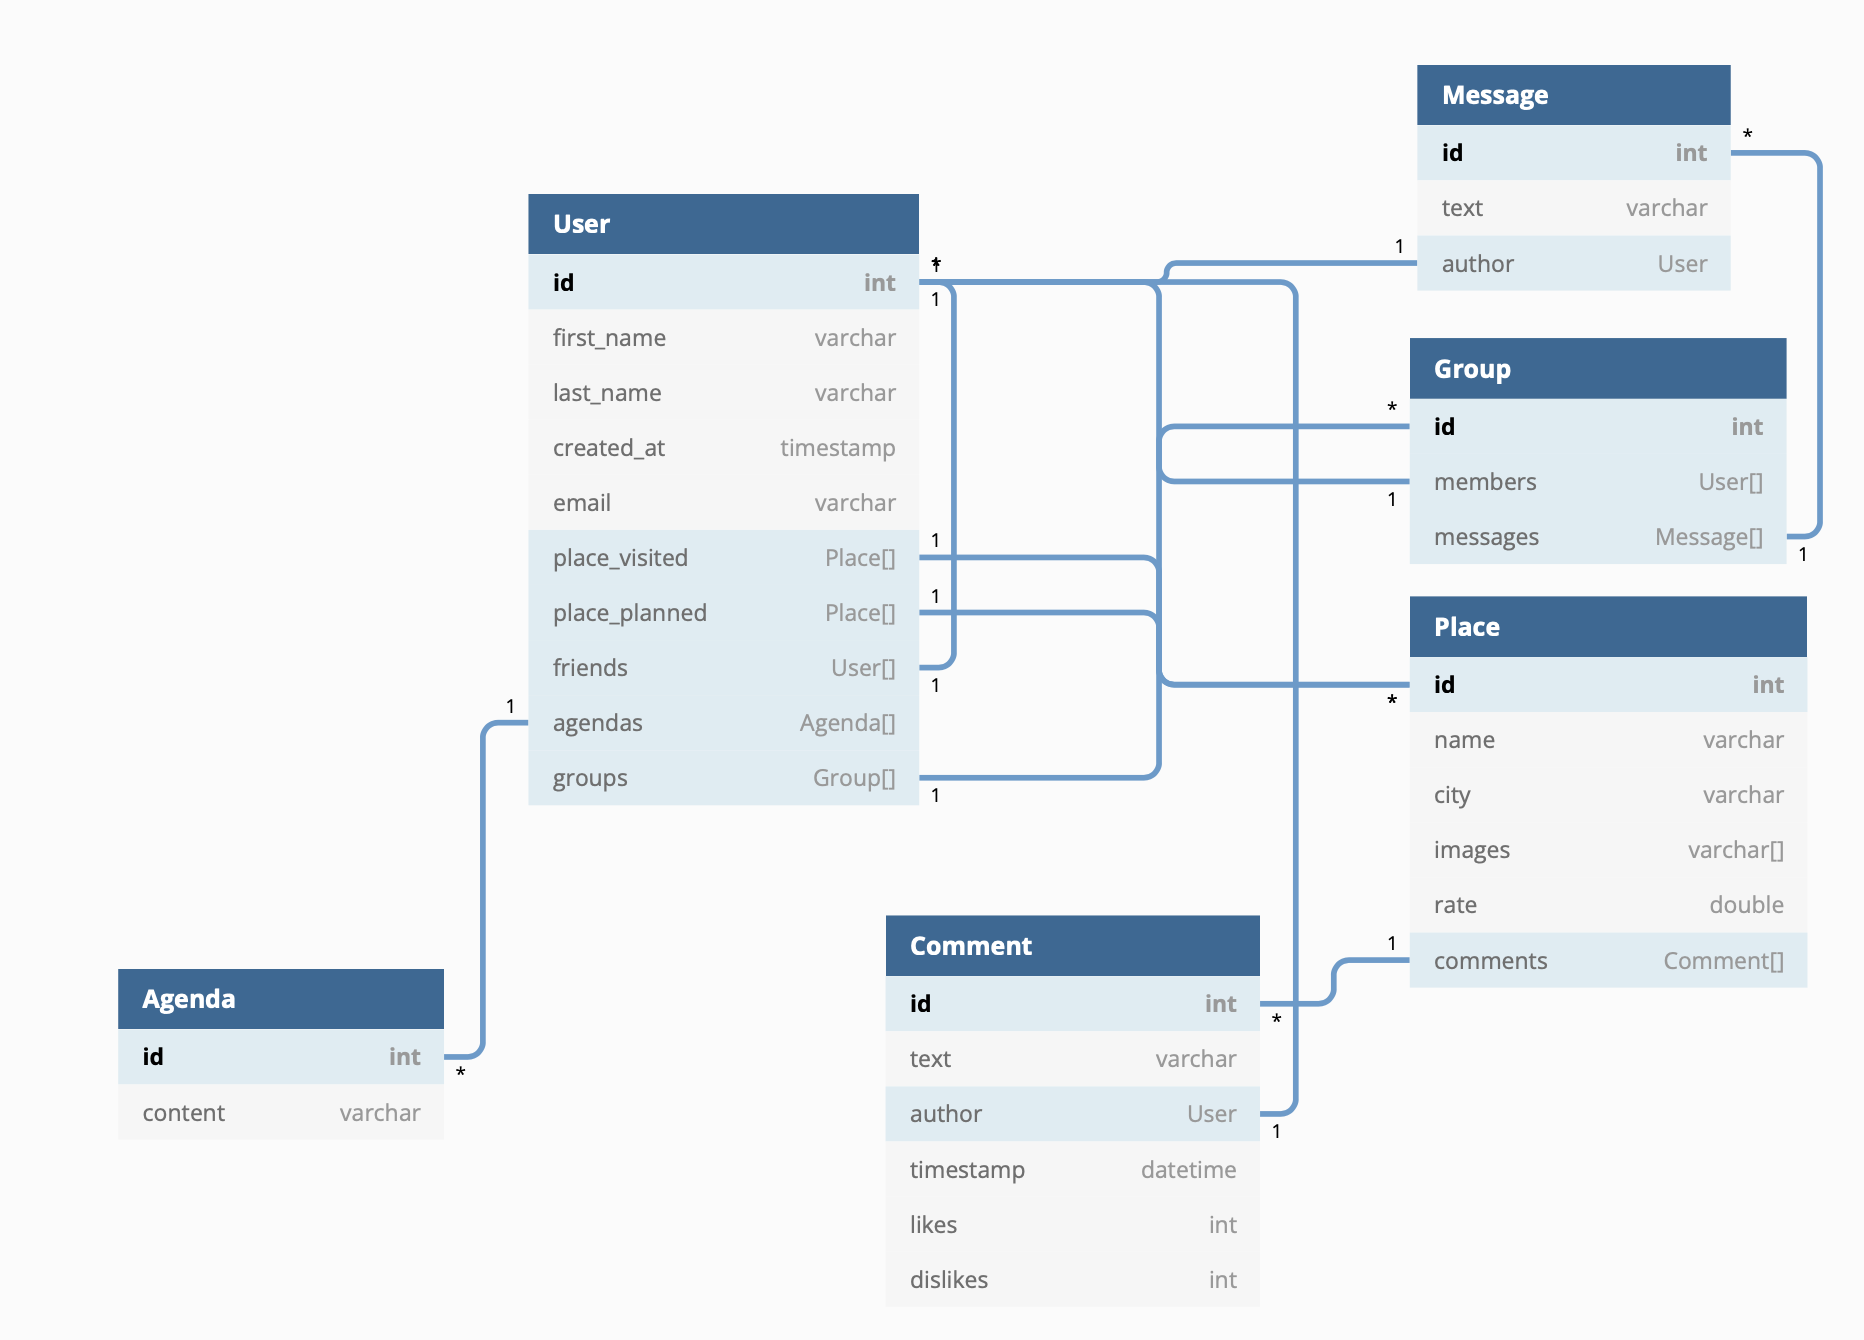 Message
id int
text varchar
author User
User
id int
first_name varchar
last_name varchar
created_at timestamp
email varchar
place_visited Place[]
place_planned Place[]
friends User[]
agendas Agenda[]
groups Group[]
Group
id int
members User[]
messages Message[]
Place
id int
name varchar
city varchar
images varchar[]
rate double
comments Comment[]
Comment
id int
text varchar
author User
timestamp datetime
likes int
dislikes int
Agenda
id int
content varchar
*
1
*
1
1
*
1
1
1
1
1
1
1
*
*
1
*
1
*
1